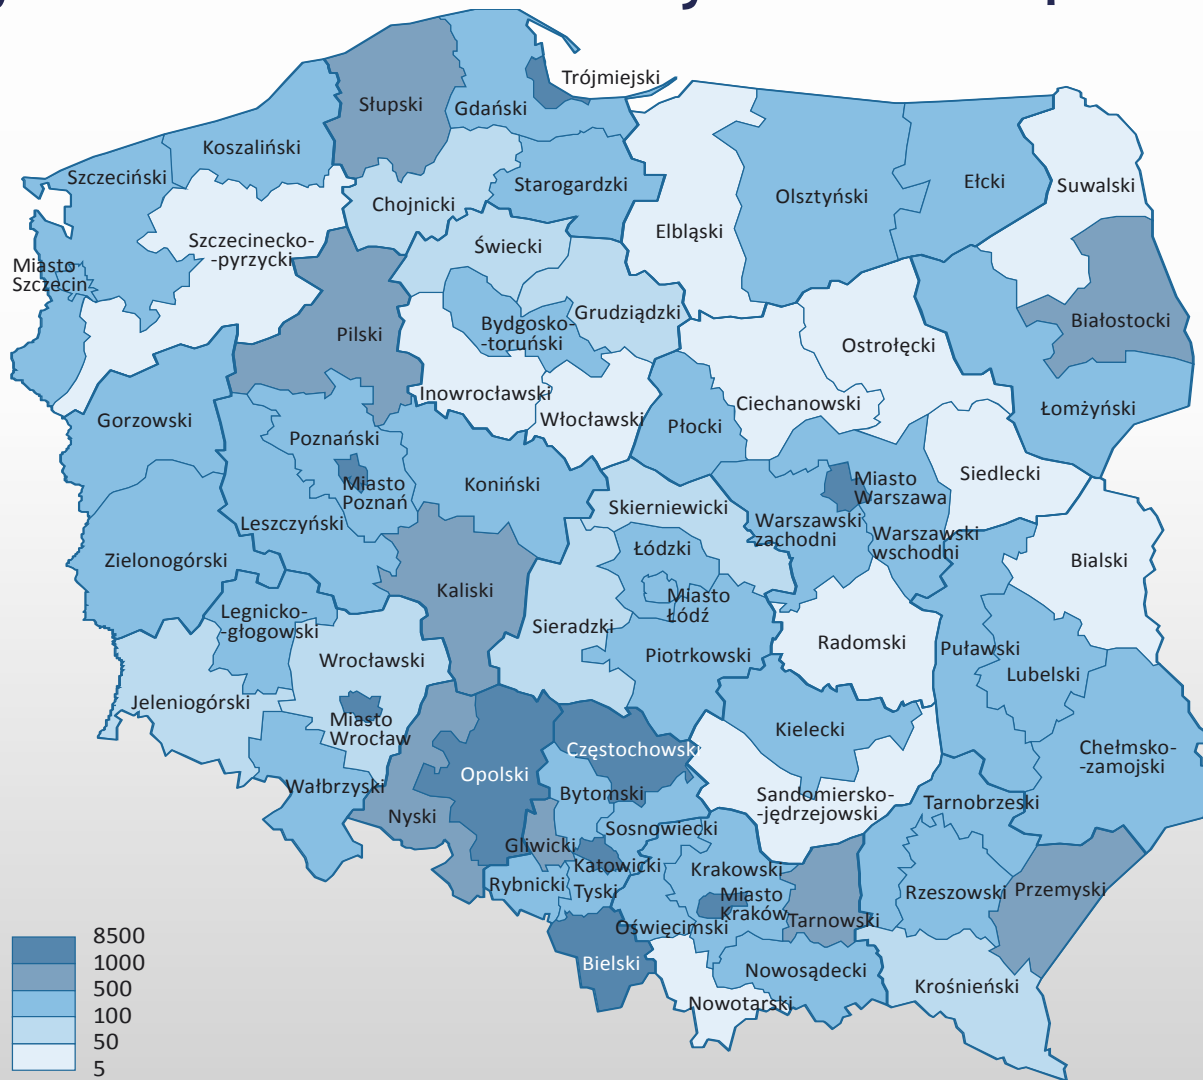 Trójmiejski
Słupski
Gdański
Koszaliński
Szczeciński
Starogardzki
Ełcki
Suwalski
Olsztyński
Chojnicki
Elbląski
Szczecinecko-
-pyrzycki
Świecki
Miasto
Szczecin
Grudziądzki
Białostocki
Bydgosko-
-toruński
Pilski
Ostrołęcki
Inowrocławski
Ciechanowski
Łomżyński
Gorzowski
Włocławski
Płocki
Poznański
Siedlecki
Miasto
Poznań
Koniński
Miasto
Warszawa
Skierniewicki
Leszczyński
Warszawski
zachodni
Warszawski
wschodni
Łódzki
Zielonogórski
Bialski
Kaliski
Miasto
Łódź
Legnicko-
-głogowski
Sieradzki
Radomski
Puławski
Piotrkowski
Wrocławski
Lubelski
Jeleniogórski
Miasto
Wrocław
Kielecki
Częstochowski
Chełmsko-
-zamojski
Opolski
Wałbrzyski
Bytomski
Sandomiersko-
-jędrzejowski
Tarnobrzeski
Nyski
Sosnowiecki
Gliwicki
Katowicki
Krakowski
Rybnicki
Tyski
Miasto
Kraków
Rzeszowski
Przemyski
Tarnowski
Oświęcimski
Bielski
Nowosądecki
Krośnieński
Nowotarski
8500
1000
500
100
50
5